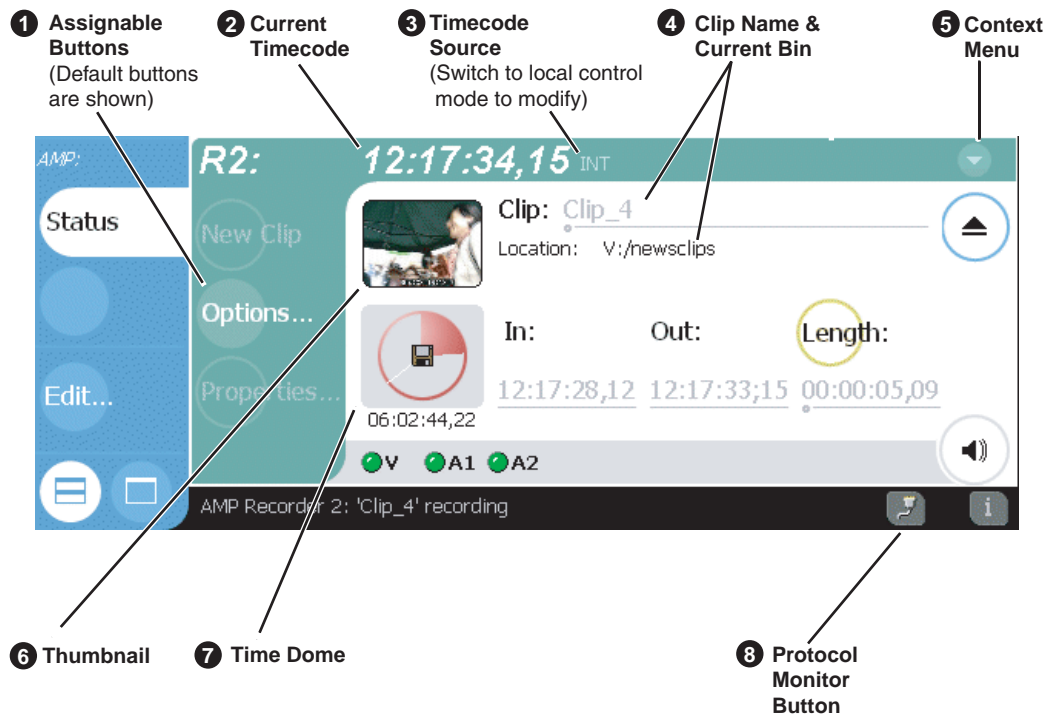 1 Assignable
Buttons
(Default buttons
are shown)
2 Current
Timecode
3 Timecode
Source
(Switch to local control
mode to modify)
4 Clip Name &
Current Bin
5 Context
Menu
AMP:
R2:
12:17:34,15 INT
Status
New Clip
Clip: Clip_4
Location: V:/newsclips
Options...
In:
Out:
Length:
Edit...
Properties...
12:17:28,12
12:17:33;15
00:00:05,09
06:02:44,22
V
A1
A2
AMP Recorder 2: 'Clip_4' recording
i
6 Thumbnail
7 Time Dome
8 Protocol
Monitor
Button